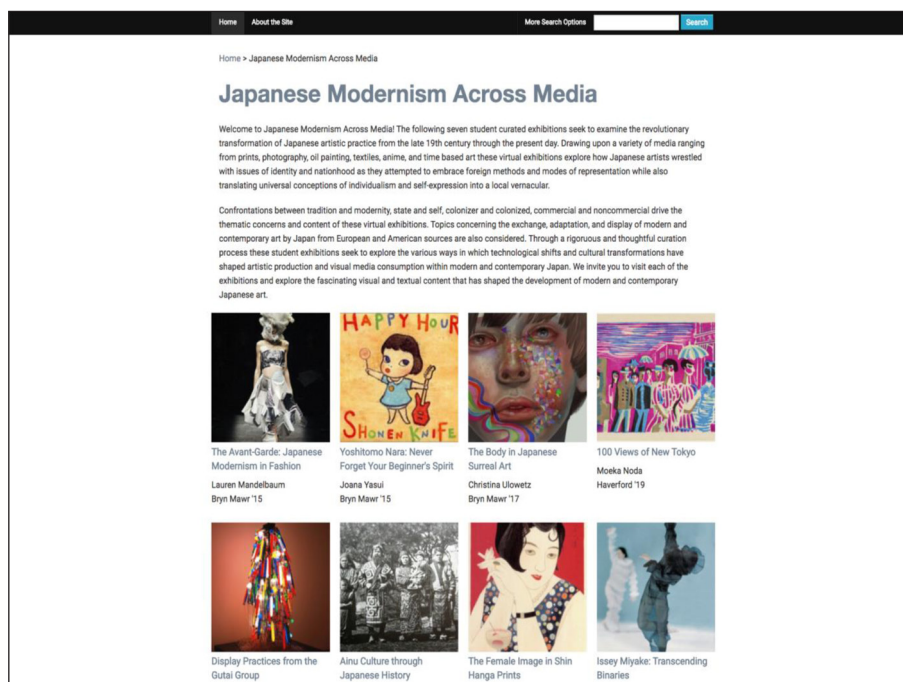 Home About the Site More Search Options Search
Home > Japanese Modernism Across Media
Japanese Modernism Across Media
Welcome to Japanese Modernism Across Media! The following seven student curated exhibitions seek to examine the revolutionary
transformation of Japanese artistic practice from the late 19th century through the present day. Drawing upon a variety of media ranging
from prints, photography, oil painting, textiles, anime, and time based art these virtual exhibitions explore how Japanese artists wrestled
with issues of identity and nationhood as they attempted to embrace foreign methods and modes of representation while also
translating universal conceptions of individualism and self-expression into a local vernacular.
Confrontations between tradition and modernity, state and self, colonizer and colonized, commercial and noncommercial drive the
thematic concerns and content of these virtual exhibitions. Topics concerning the exchange, adaptation, and display of modern and
contemporary art by Japan from European and American sources are also considered. Through a rigoruous and thoughtful curation
process these student exhibitions seek to explore the various ways in which technological shifts and cultural transformations have
shaped artistic production and visual media consumption within modern and contemporary Japan. We invite you to visit each of the
exhibitions and explore the fascinating visual and textual content that has shaped the development of modern and contemporary
Japanese art.
HAPPY HOUR
SHONEN KNIFE
The Avant-Garde: Japanese
Modernism in Fashion
Lauren Mandelbaum
Bryn Mawr '15
Yoshitomo Nara: Never
Forget Your Beginner's Spirit
Joana Yasui
Bryn Mawr '15
The Body in Japanese
Surreal Art
Christina Ulowetz
Bryn Mawr '17
100 Views of New Tokyo
Moeka Noda
Haverford '19
Display Practices from the
Gutai Group
Ainu Culture through
Japanese History
The Female Image in Shin
Hanga Prints
Issey Miyake: Transcending
Binaries